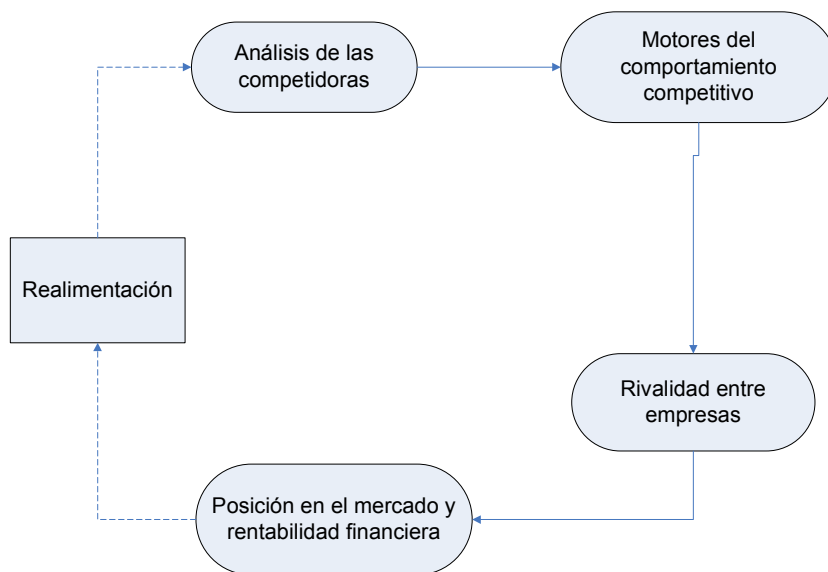 Análisis de las
competidoras
Motores del
comportamiento
competitivo
Rivalidad entre
empresas
Posición en el mercado y
rentabilidad financiera
Realimentación